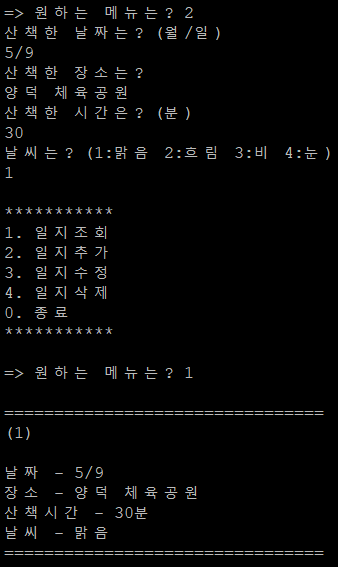 => 원하는 메뉴는? 2
산책한 날짜는? (월/일)
5/9
산책한 장소는?
양덕 체육공원
산책한 시간은? (분)
30
날씨는? (1:맑음 2:흐림 3:비 4:눈)
1
***********
1. 일지조회
2. 일지추가
3. 일지수정
4. 일지삭제
0. 종료
***********
=> 원하는 메뉴는? 1
================================
(1)
날짜 - 5/9
장소 - 양덕 체육공원
산책시간 - 30분
날씨 - 맑음
================================